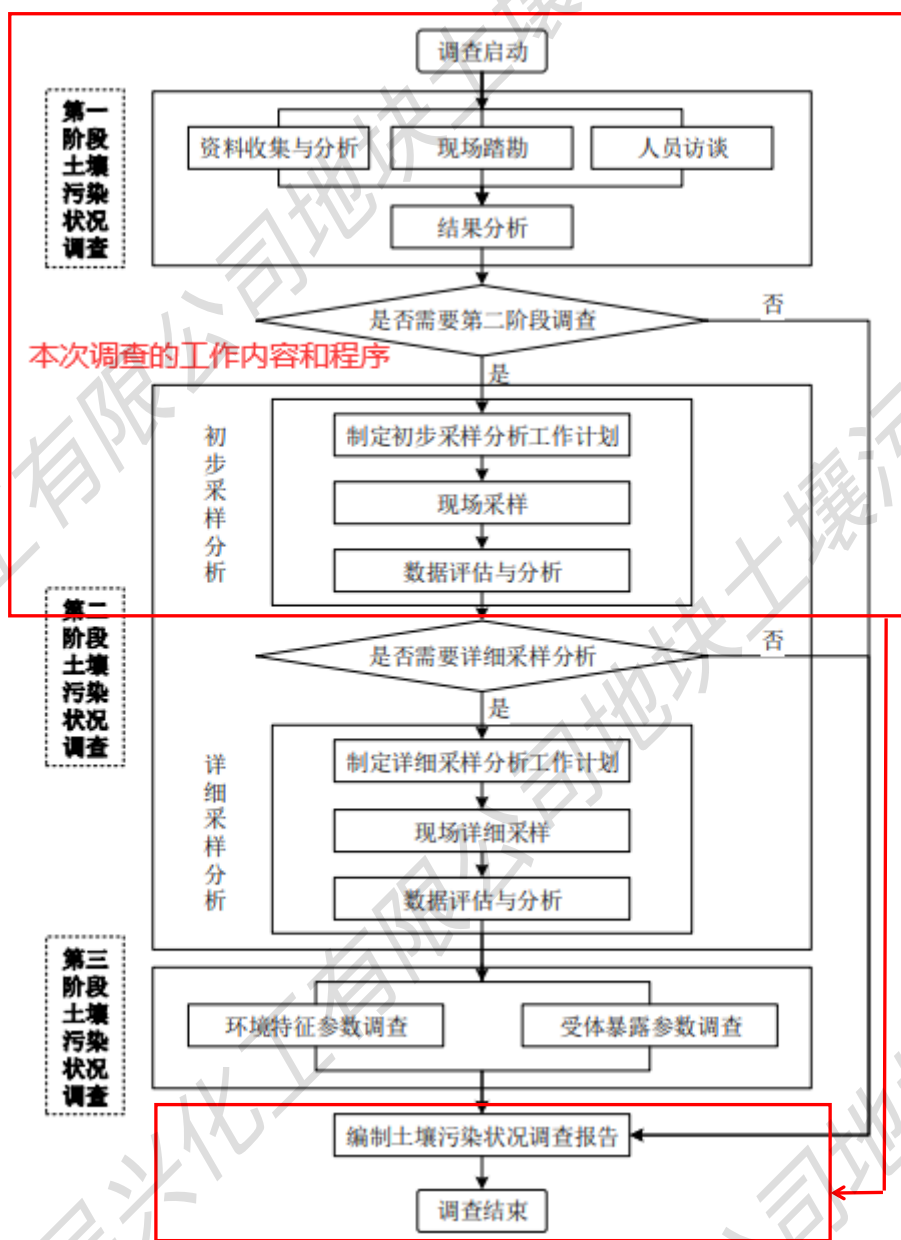 调查启动
第一
阶段
土壤
污染
状况
调查
资料收集与分析
现场踏勘
人员访谈
结果分析
是否需要第二阶段调查
否
本次调查的工作内容和程序
是
初步采样分析
制定初步采样分析工作计划
现场采样
数据评估与分析
第二
阶段
土壤
污染
状况
调查
是否需要详细采样分析
否
是
详细采样分析
制定详细采样分析工作计划
现场详细采样
数据评估与分析
第三
阶段
土壤
污染
状况
调查
环境特征参数调查
受体暴露参数调查
编制土壤污染状况调查报告
调查结束